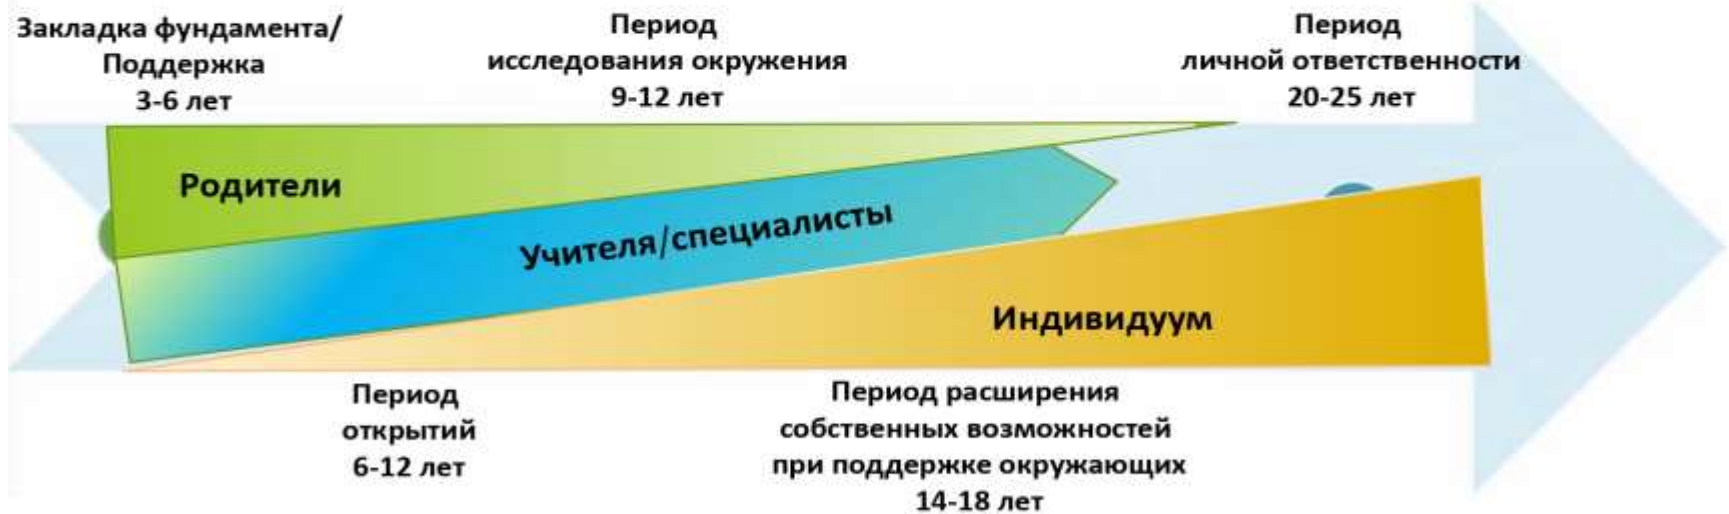 Закладка фундамента/
Поддержка
3-6 лет
Период
исследования окружения
9-12 лет
Период
личной ответственности
20-25 лет
Родители
Учителя/специалисты
Индивидуум
Период
открытий
6-12 лет
Период расширения
собственных возможностей
при поддержке окружающих
14-18 лет